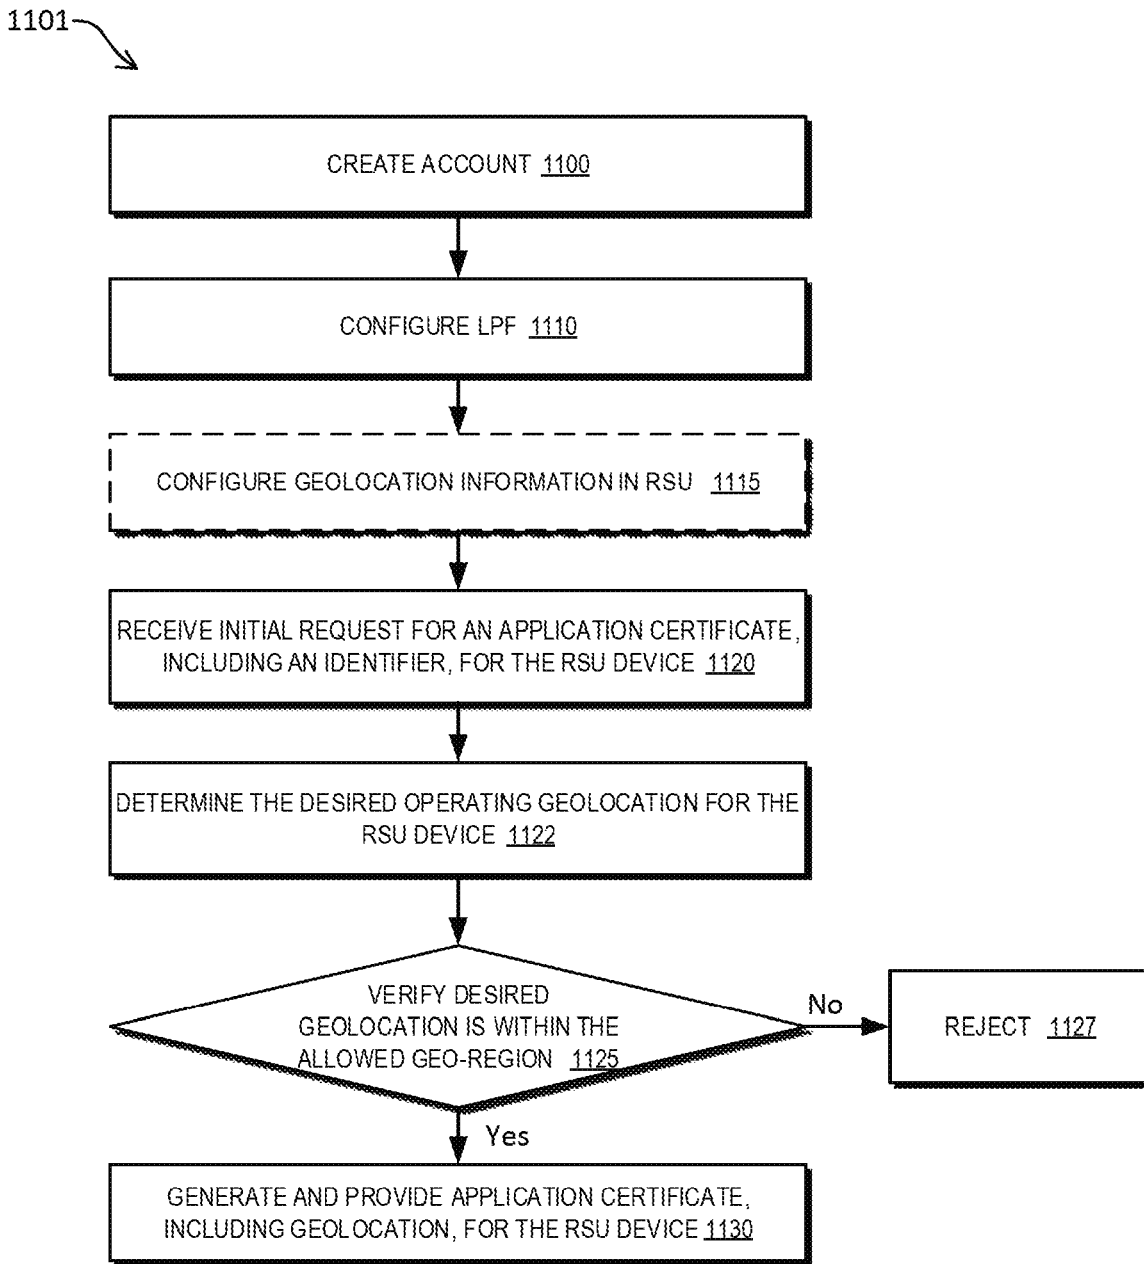 1101
CREATE ACCOUNT 1100
CONFIGURE LPF 1110
CONFIGURE GEOLOCATION INFORMATION IN RSU 1115
RECEIVE INITIAL REQUEST FOR AN APPLICATION CERTIFICATE,
INCLUDING AN IDENTIFIER, FOR THE RSU DEVICE 1120
DETERMINE THE DESIRED OPERATING GEOLOCATION FOR THE
RSU DEVICE 1122
VERIFY DESIRED
GEOLOCATION IS WITHIN THE
ALLOWED GEO-REGION 1125
No
REJECT 1127
Yes
GENERATE AND PROVIDE APPLICATION CERTIFICATE,
INCLUDING GEOLOCATION, FOR THE RSU DEVICE 1130